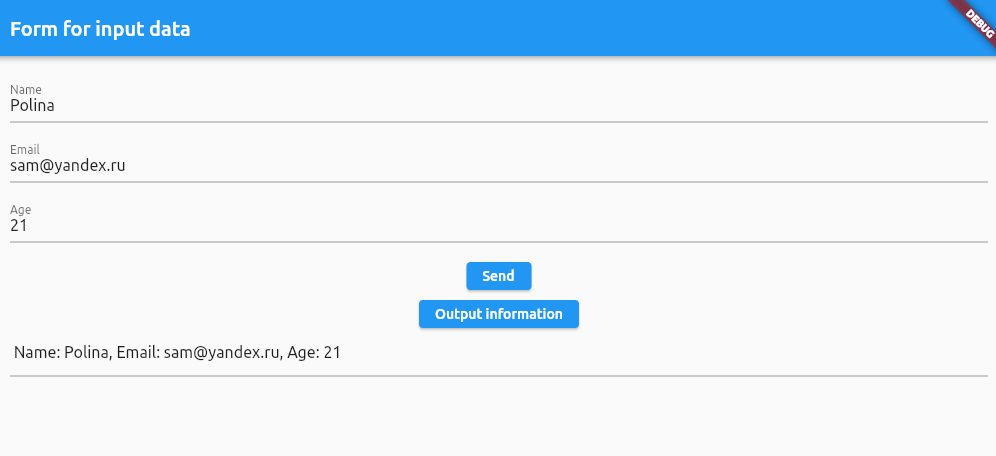 Form for input data
DEBUG
Name
Polina
Email
sam@yandex.ru
Age
21
Send
Output information
Name: Polina, Email: sam@yandex.ru, Age: 21